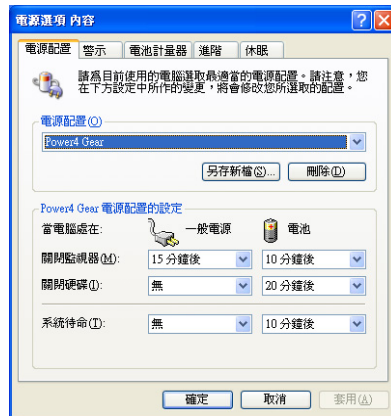 電源選項 內容
電源配置 警示 電池計量器 進階 休眠
請為目前使用的電腦選取最適當的電源配置。請注意，您
在下方設定中所作的變更，將會修改您所選取的配置。
電源配置(O)
Power4 Gear
另存新檔(S)... 刪除(D)
Power4 Gear 電源配置的設定
當電腦處在: 一般電源 電池
關閉監視器(M): 15 分鐘後 10 分鐘後
關閉硬碟(I): 無 20 分鐘後
系統待命(T): 無 10 分鐘後
確定 取消 套用(A)